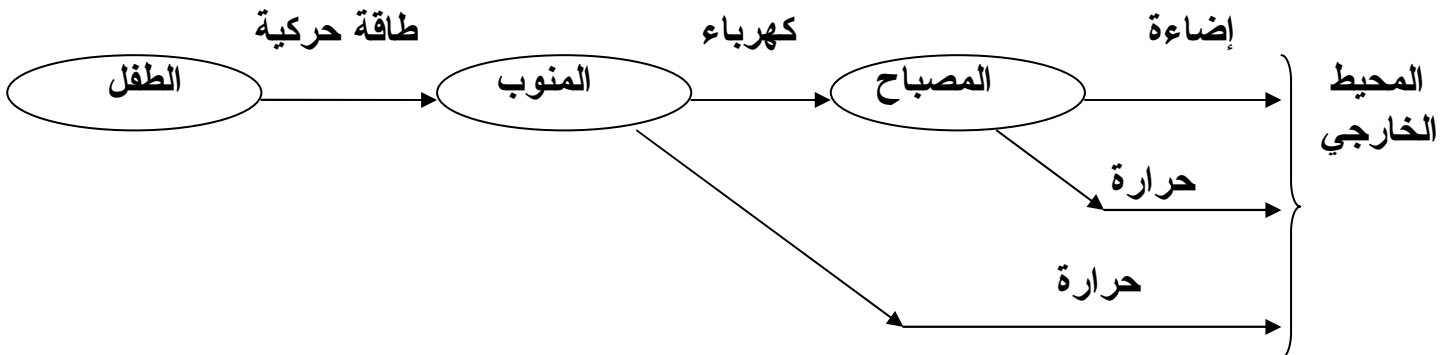 طاقة حركية
كهرباء
إضاءة
الطفل
المنوب
المصباح
المحيط
الخارجي
حرارة
حرارة